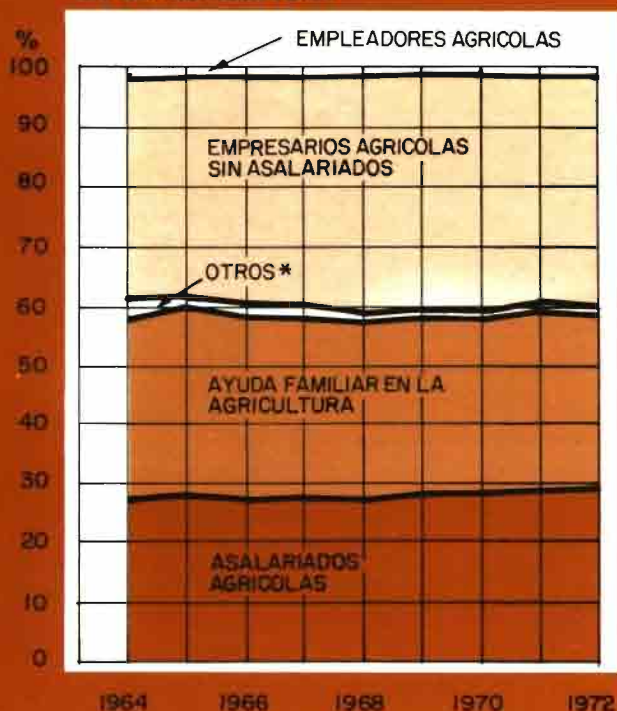 %
EMPLEADORES AGRICOLAS
100
90
EMPRESARIOS AGRICOLAS
SIN ASALARIADOS
80
70
OTROS *
60
50
AYUDA FAMILIAR EN LA
AGRICULTURA
40
30
20
ASALARIADOS
AGRICOLAS
10
0
1964 1966 1968 1970 1972